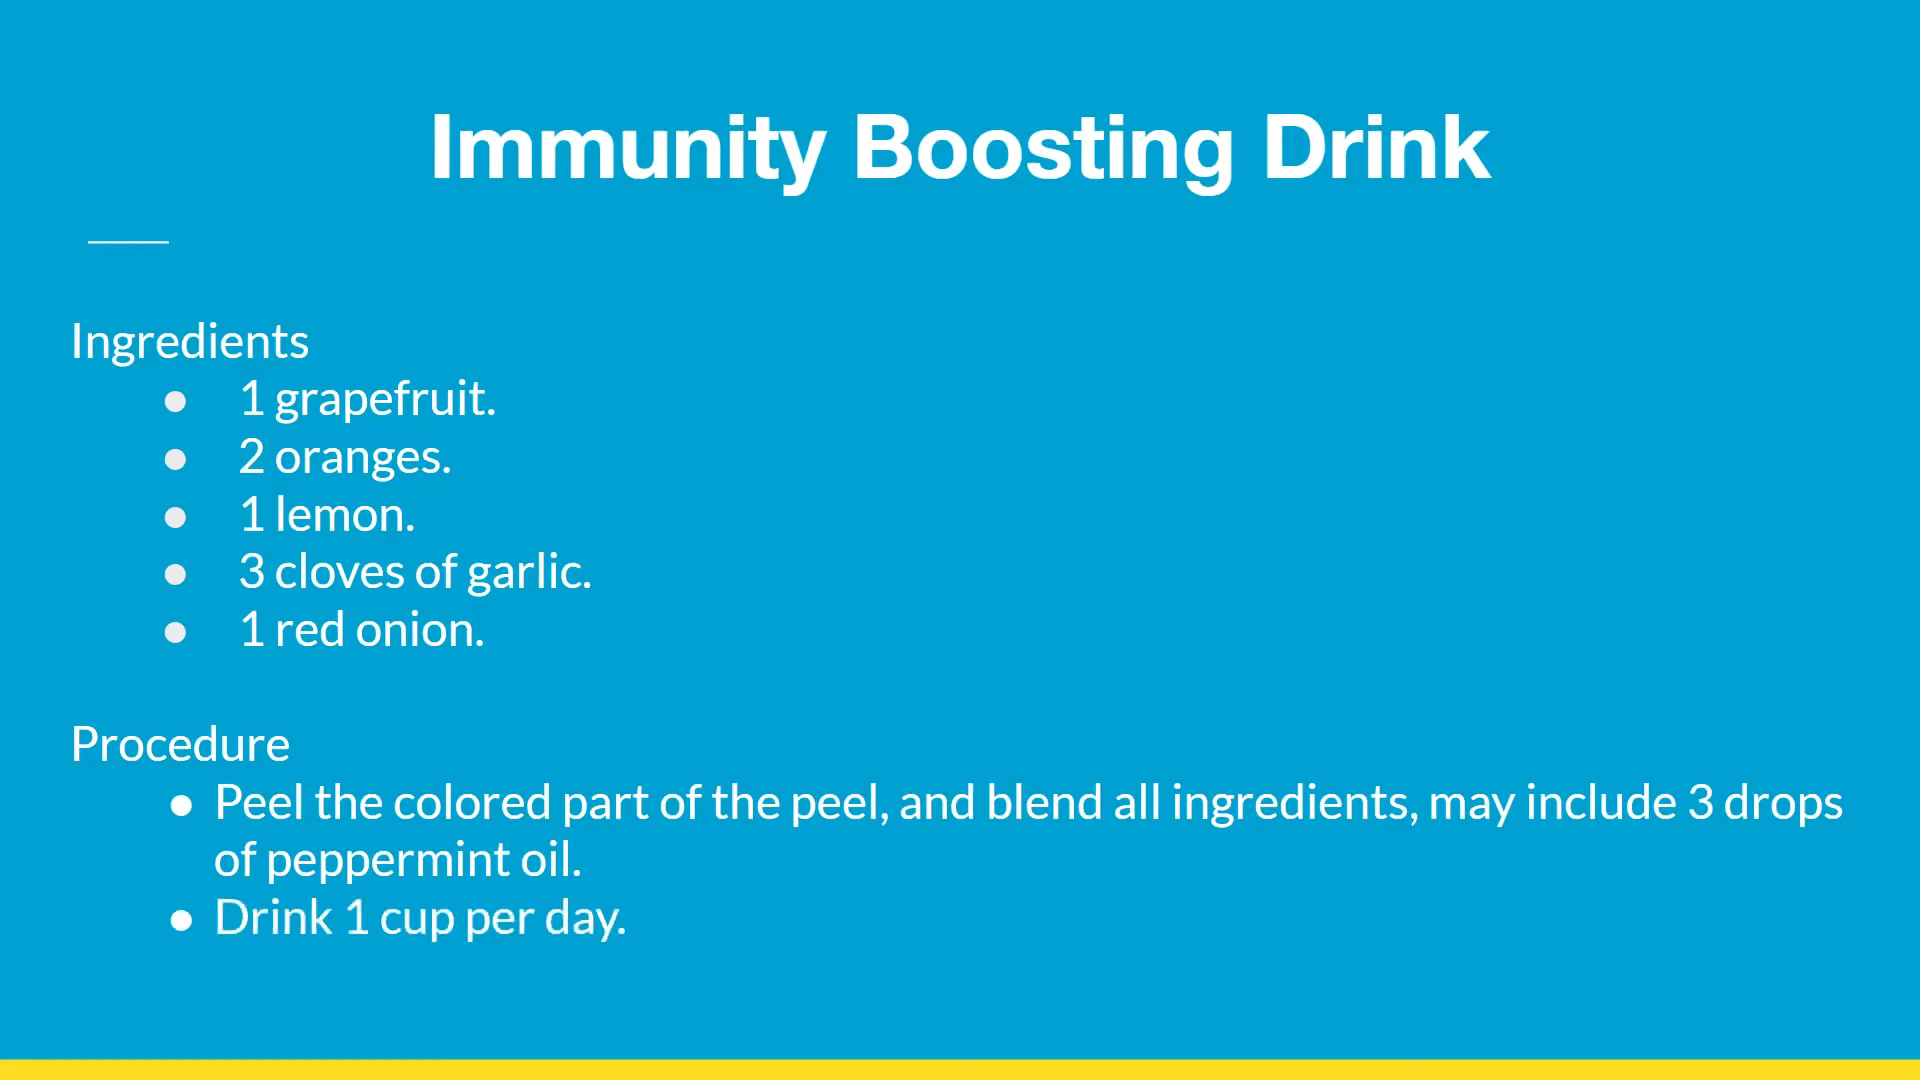 Immunity Boosting Drink
Ingredients
● 1 grapefruit.
● 2 oranges.
● 1 lemon.
● 3 cloves of garlic.
● 1 red onion.
Procedure
● Peel the colored part of the peel, and blend all ingredients, may include 3 drops
of peppermint oil.
● Drink 1 cup per day.